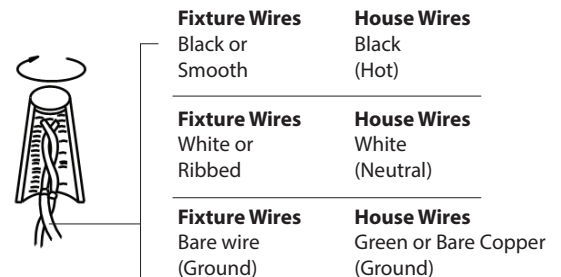 Fixture Wires House Wires
Black or Black
Smooth (Hot)
Fixture Wires House Wires
White or White
Ribbed (Neutral)
Fixture Wires House Wires
Bare wire Green or Bare Copper
(Ground) (Ground)